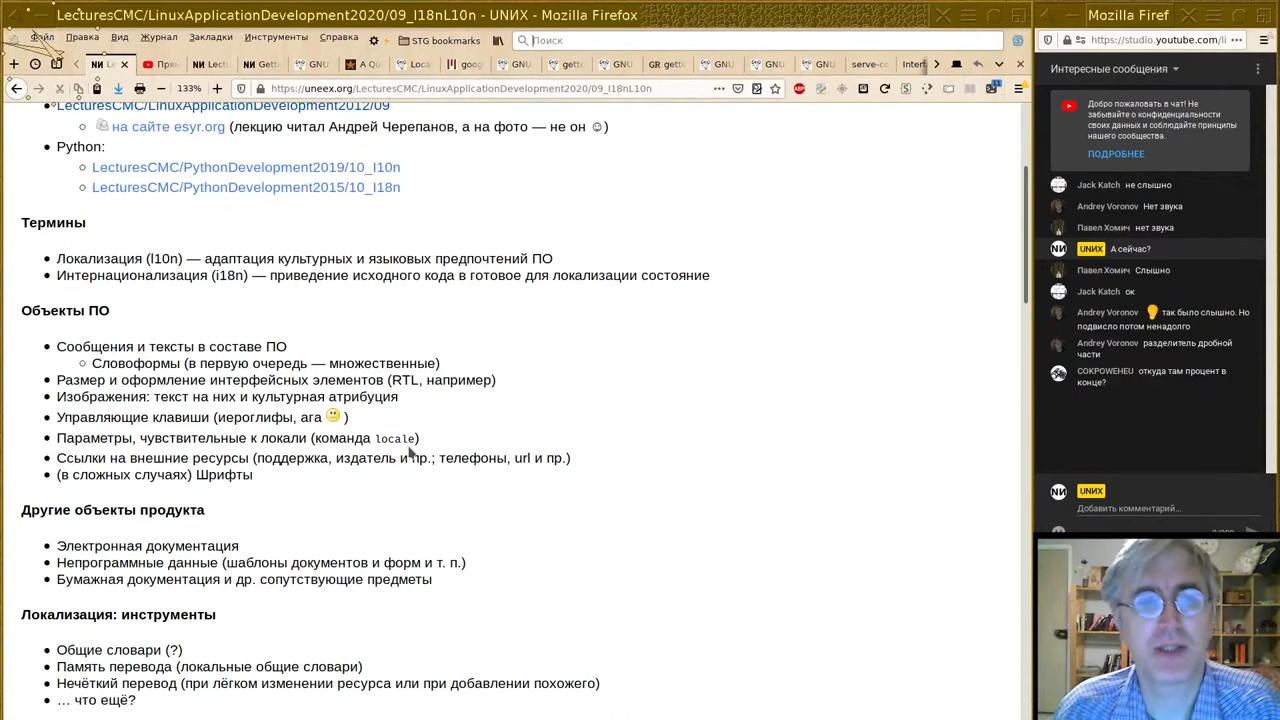 LecturesCMC/LinuxApplicationDevelopment2020/09_I18nL10n - UNИX - Mozilla Firefox
Mozilla Firef
Файл Правка Вид Журнал Закладки Инструменты Справка
STG bookmarks
Поиск
https://studio.youtube.com/li
https://uneex.org/LecturesCMC/LinuxApplicationDevelopment2020/09_I18nL10n
133%
LecturesCMC/LinuxApplicationDevelopment2012/09
на сайте esyr.org (лекцию читал Андрей Черепанов, а на фото — не он ☺)
Python:
LecturesCMC/PythonDevelopment2019/10_l10n
LecturesCMC/PythonDevelopment2015/10_I18n
Термины
Локализация (l10n) — адаптация культурных и языковых предпочтений ПО
Интернационализация (i18n) — приведение исходного кода в готовое для локализации состояние
Объекты ПО
Сообщения и тексты в составе ПО
Словоформы (в первую очередь — множественные)
Размер и оформление интерфейсных элементов (RTL, например)
Изображения: текст на них и культурная атрибуция
Управляющие клавиши (иероглифы, ага )
Параметры, чувствительные к локали (команда locale)
Ссылки на внешние ресурсы (поддержка, издатель и пр.; телефоны, url и пр.)
(в сложных случаях) Шрифты
Другие объекты продукта
Электронная документация
Непрограммные данные (шаблоны документов и форм и т. п.)
Бумажная документация и др. сопутствующие предметы
Локализация: инструменты
Общие словари (?)
Память перевода (локальные общие словари)
Нечёткий перевод (при лёгком изменении ресурса или при добавлении похожего)
… что ещё?
Интересные сообщения
Добро пожаловать в чат! Не
забывайте о конфиденциальности
своих данных и соблюдайте принципы
нашего сообщества.
ПОДРОБНЕЕ
Jack Katch не слышно
Andrey Voronov Нет звука
Павел Хомич нет звука
UNИX А сейчас?
Павел Хомич Слышно
Jack Katch ок
Andrey Voronov так было слышно. Но
подвисло потом ненадолго
Andrey Voronov разделитель дробной
части
COKPOWEHEU откуда там процент в
конце?
UNИX
Добавить комментарий...